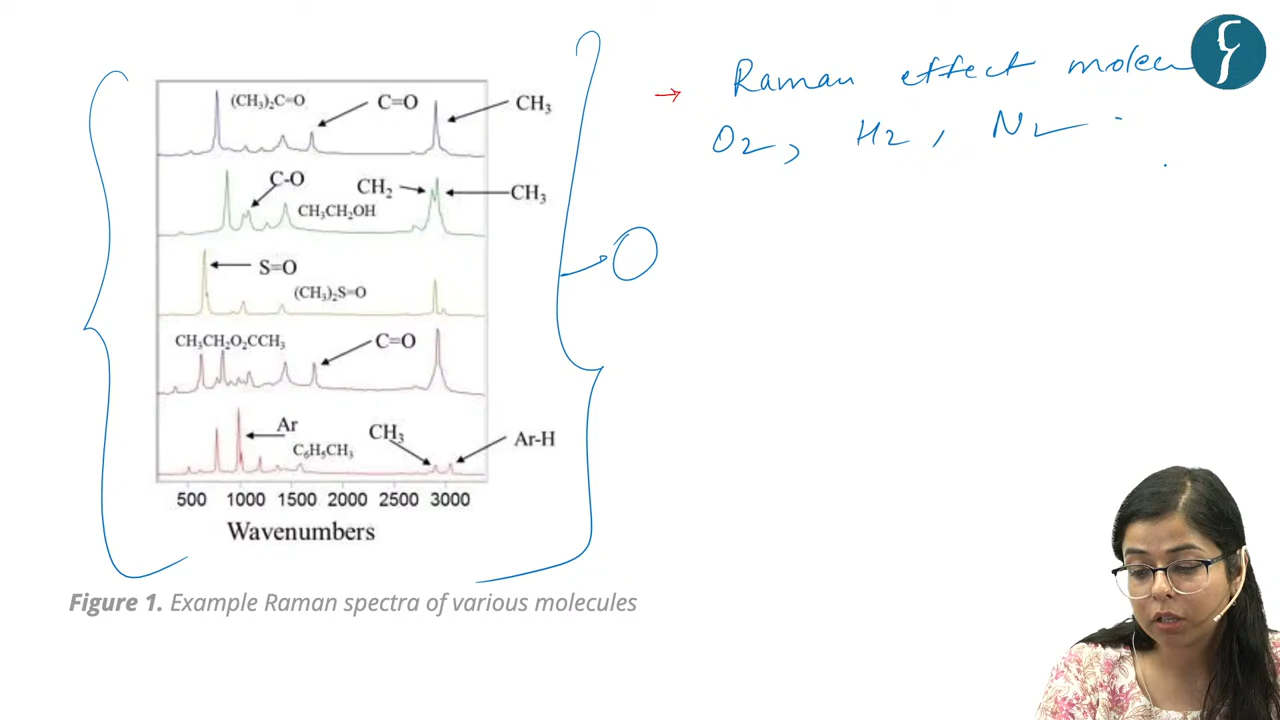 Raman effect molecu
O2, H2, N2
(CH₃)₂C=O
C=O
CH₃
C-O
CH₂
CH₃
CH₃CH₂OH
S=O
(CH₃)₂S=O
CH₃CH₂O₂CCH₃
C=O
Ar
CH₃
C₆H₅CH₃
Ar-H
500 1000 1500 2000 2500 3000
Wavenumbers
Figure 1. Example Raman spectra of various molecules